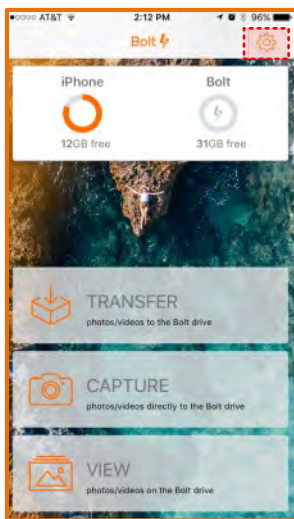 AT&T 2:12 PM 96%
Bolt
iPhone Bolt
12GB free 31GB free
TRANSFER
photos/videos to the Bolt drive
CAPTURE
photos/videos directly to the Bolt drive
VIEW
photos/videos on the Bolt drive